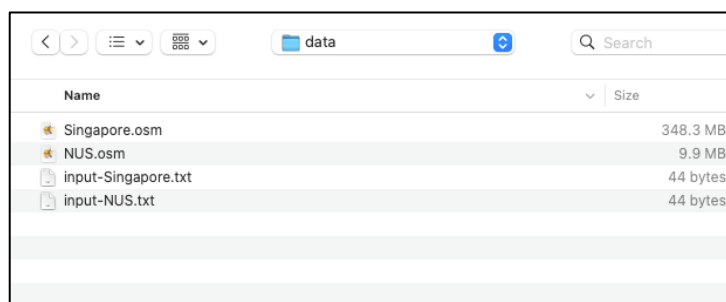 data
Search
Name Size
Singapore.osm 348.3 MB
NUS.osm 9.9 MB
input-Singapore.txt 44 bytes
input-NUS.txt 44 bytes